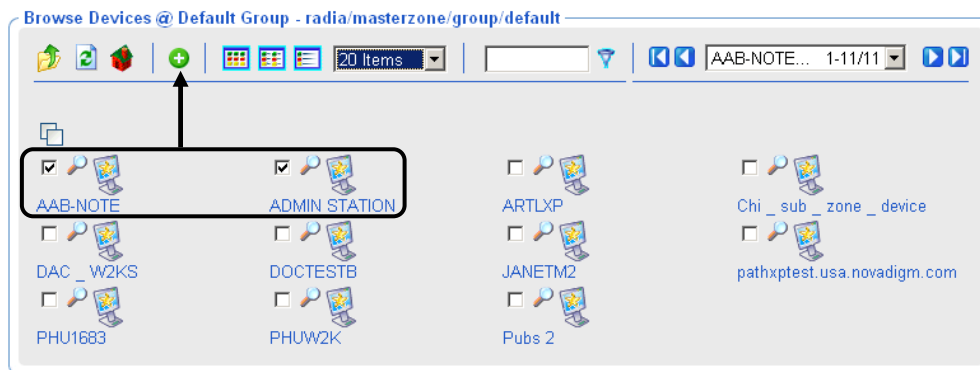 Browse Devices @ Default Group - radia/masterzone/group/default
20 Items AAB-NOTE... 1-11/11
AAB-NOTE ADMIN STATION ARTLXP Chi _ sub _ zone _ device
DAC _ W2KS DOCTESTB JANETM2 pathxptest.usa.novadigm.com
PHU1683 PHUW2K Pubs 2